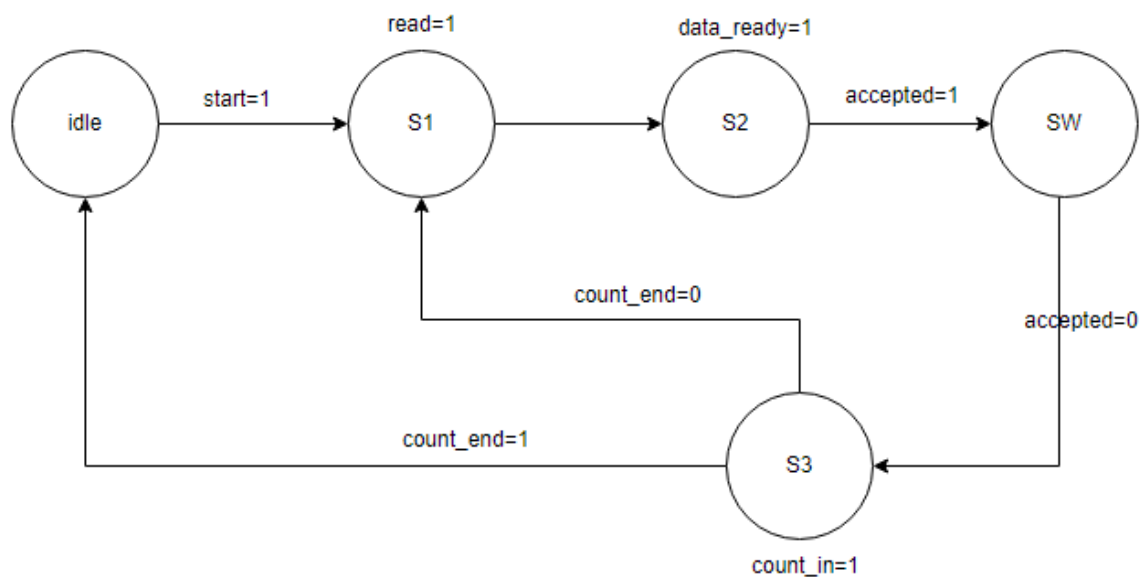 read=1
data_ready=1
idle
start=1
S1
S2
accepted=1
SW
count_end=0
accepted=0
count_end=1
S3
count_in=1